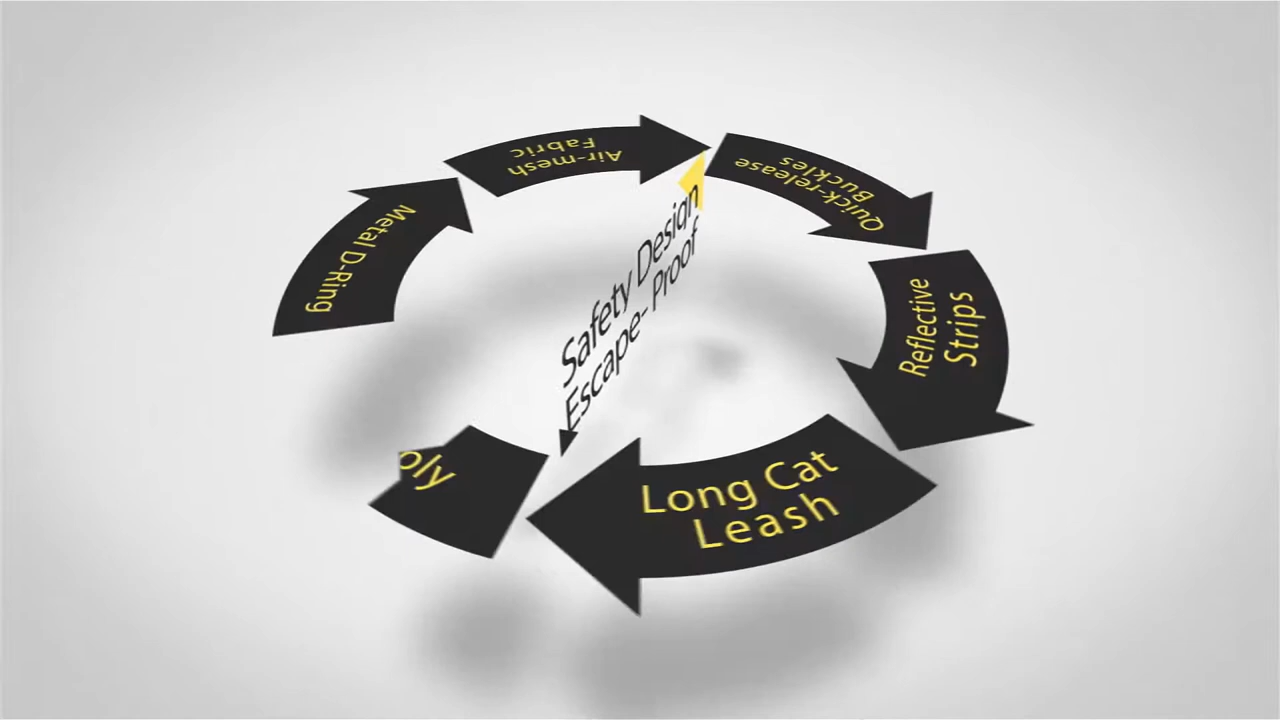 Air-mesh
Fabric
Quick-release
Buckles
Metal D-Ring
Safety Design
Escape- Proof
Reflective
Strips
Long Cat
Leash